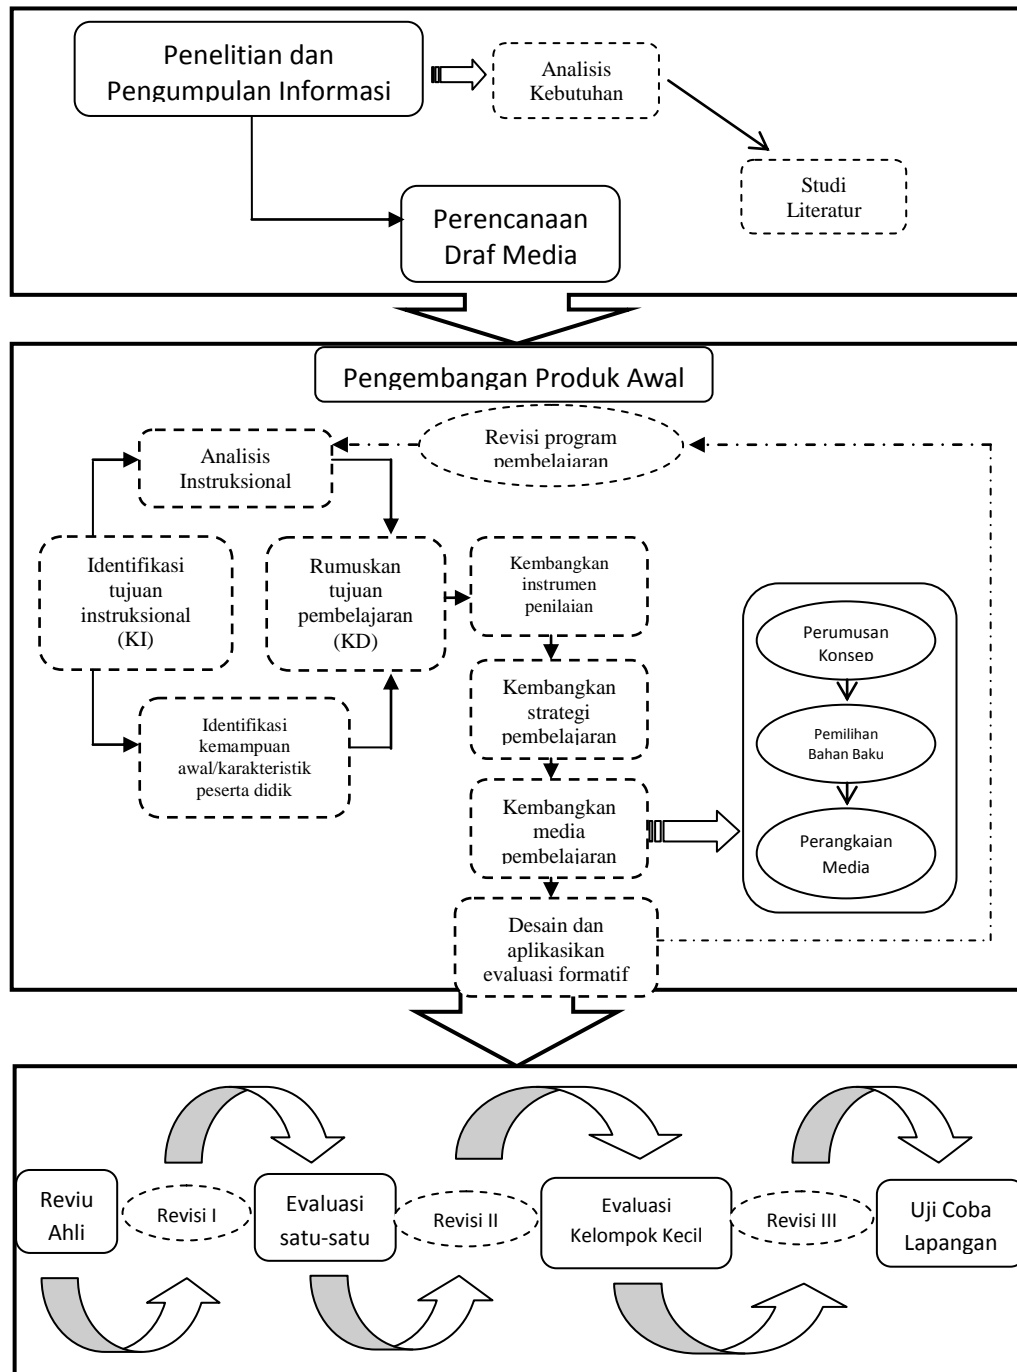 Penelitian dan
Pengumpulan Informasi
Analisis
Kebutuhan
Studi
Literatur
Perencanaan
Draf Media
Pengembangan Produk Awal
Revisi program
pembelajaran
Analisis
Instruksional
Identifikasi
tujuan
instruksional
(KI)
Rumuskan
tujuan
pembelajaran
(KD)
Kembangkan
instrumen
penilaian
Identifikasi
kemampuan
awal/karakteristik
peserta didik
Kembangkan
strategi
pembelajaran
Kembangkan
media
pembelajaran
Desain dan
aplikasikan
evaluasi formatif
Perumusan
Konsep
Pemilihan
Bahan Baku
Perangkaian
Media
Reviu
Ahli
Revisi I
Evaluasi
satu-satu
Revisi II
Evaluasi
Kelompok Kecil
Revisi III
Uji Coba
Lapangan